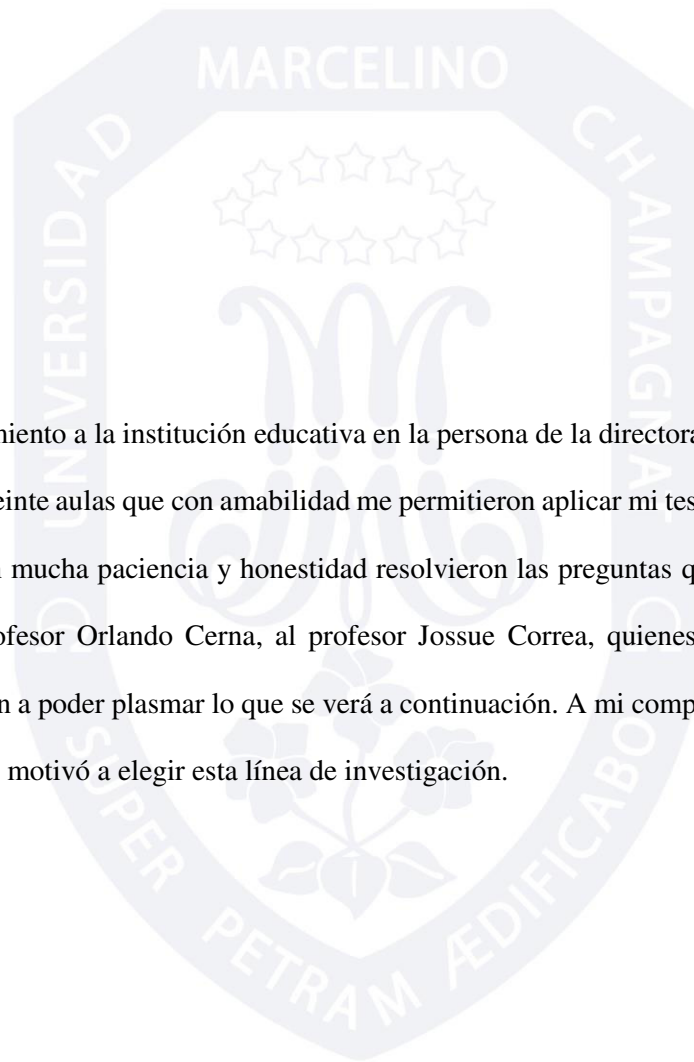 MARCELINO
CHAMPAGNAT
UNIVERSIDAD
miento a la institución educativa en la persona de la directora
einte aulas que con amabilidad me permitieron aplicar mi tes
n mucha paciencia y honestidad resolvieron las preguntas q
ofesor Orlando Cerna, al profesor Jossue Correa, quienes
n a poder plasmar lo que se verá a continuación. A mi comp
motivó a elegir esta línea de investigación.
SUPER PETRAM ÆDIFICABO